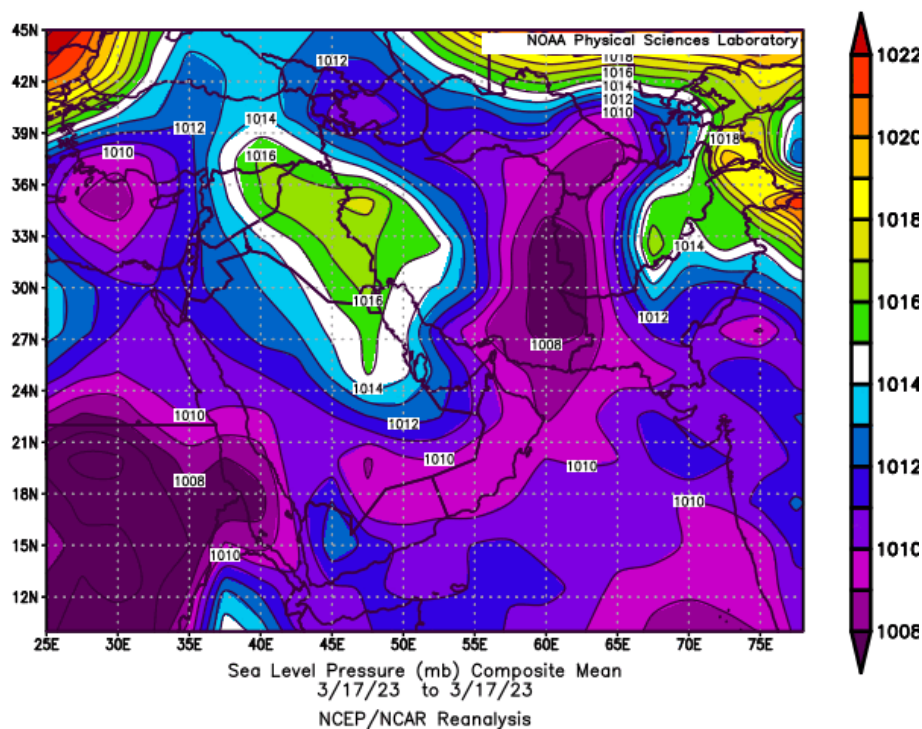 NOAA Physical Sciences Laboratory
45N
42N
39N
36N
33N
30N
27N
24N
21N
18N
15N
12N
1012
1018
1016
1014
1012
1010
1012
1014
1018
1010
1016
1014
1016
1012
1008
1014
1012
1010
1010
1010
1008
1010
1010
25E
30E
35E
40E
45E
50E
55E
60E
65E
70E
75E
1022
1020
1018
1016
1014
1012
1010
1008
Sea Level Pressure (mb) Composite Mean
3/17/23 to 3/17/23
NCEP/NCAR Reanalysis